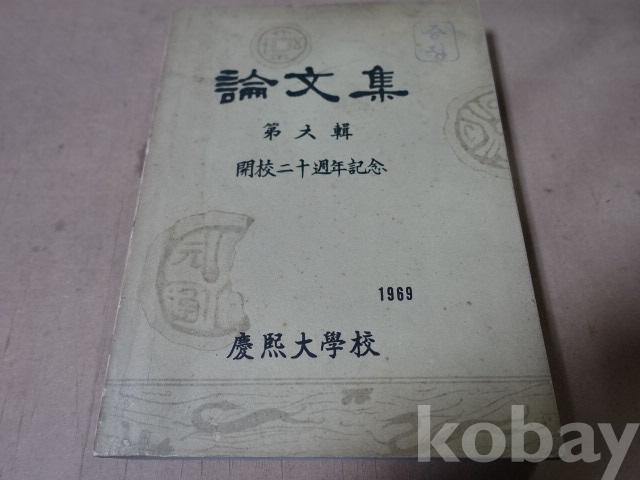 論文集
第六輯
開校二十週年記念
1969
慶熙大學校
kobay